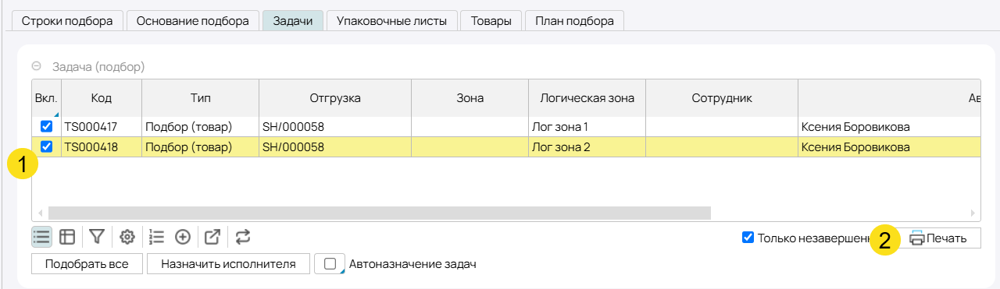 Строки подбора Основание подбора Задачи Упаковочные листы Товары План подбора
Задача (подбор)
Вкл. Код Тип Отгрузка Зона Логическая зона Сотрудник Ав
TS000417 Подбор (товар) SH/000058 Лог зона 1 Ксения Боровикова
TS000418 Подбор (товар) SH/000058 Лог зона 2 Ксения Боровикова
1
Только незавершенн 2 Печать
Подобрать все Назначить исполнителя Автоназначение задач